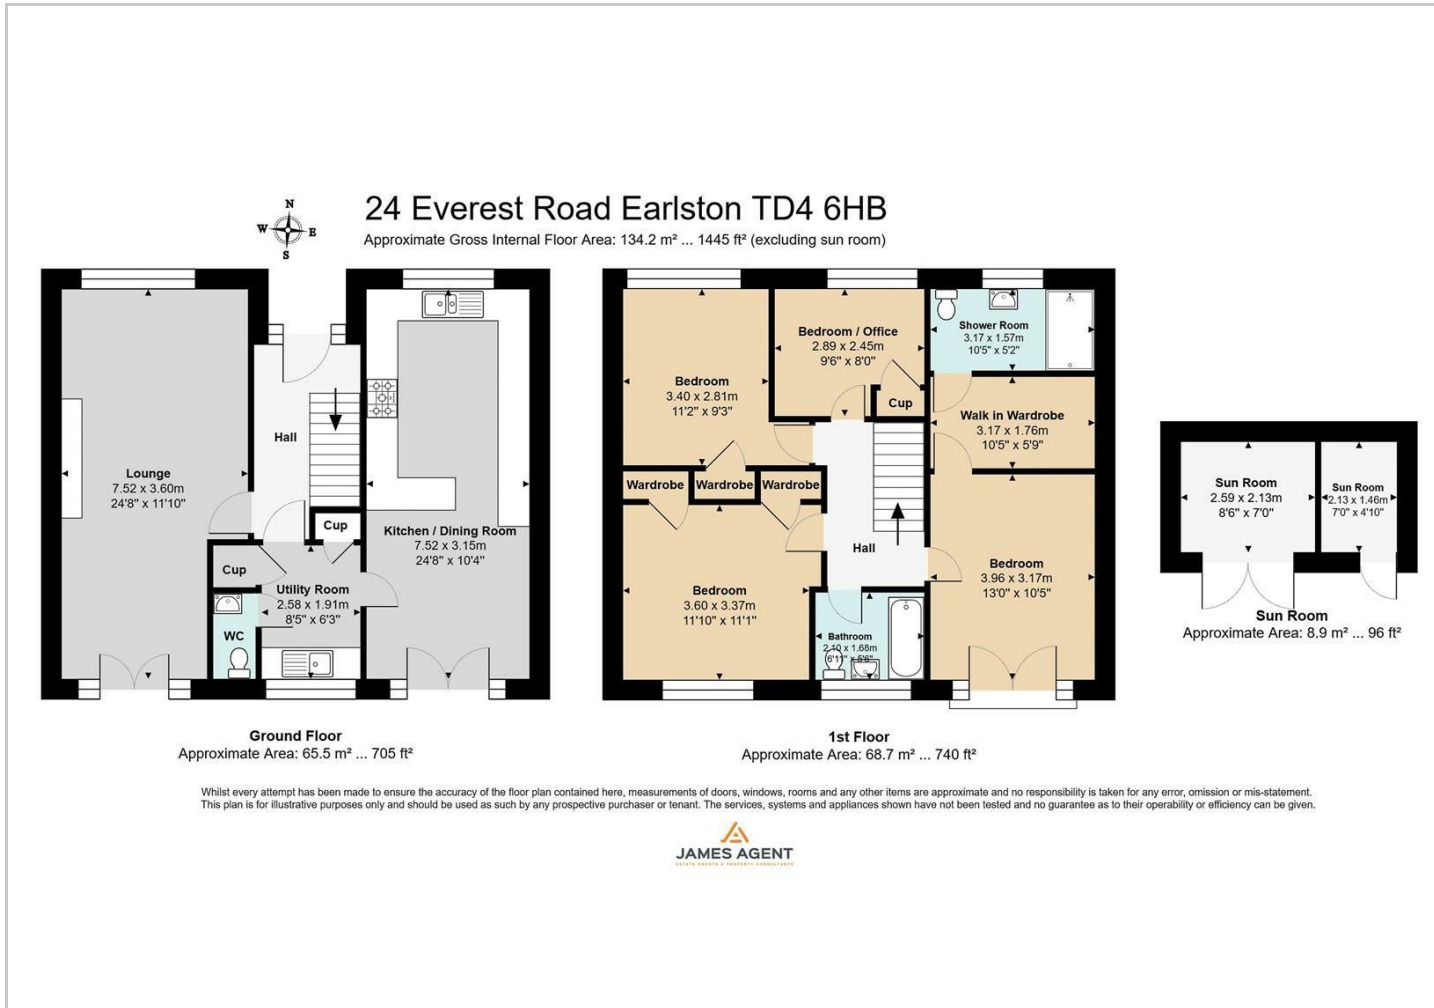 24 Everest Road Earlston TD4 6HB
Approximate Gross Internal Floor Area: 134.2 m² ... 1445 ft² (excluding sun room)
N
W
E
S
Lounge
7.52 x 3.60m
24'8" x 11'10"
Hall
Cup
Kitchen / Dining Room
7.52 x 3.15m
24'8" x 10'4"
Cup
Utility Room
2.58 x 1.91m
8'5" x 6'3"
WC
Ground Floor
Approximate Area: 65.5 m² ... 705 ft²
Bedroom
3.40 x 2.81m
11'2" x 9'3"
Bedroom / Office
2.89 x 2.45m
9'6" x 8'0"
Cup
Shower Room
3.17 x 1.57m
10'5" x 5'2"
Walk in Wardrobe
3.17 x 1.76m
10'5" x 5'9"
Wardrobe
Wardrobe
Wardrobe
Hall
Bedroom
3.60 x 3.37m
11'10" x 11'1"
Bathroom
2.10 x 1.68m
6'11" x 5'6"
Bedroom
3.96 x 3.17m
13'0" x 10'5"
1st Floor
Approximate Area: 68.7 m² ... 740 ft²
Sun Room
2.59 x 2.13m
8'6" x 7'0"
Sun Room
2.13 x 1.46m
7'0" x 4'10"
Sun Room
Approximate Area: 8.9 m² ... 96 ft²
Whilst every attempt has been made to ensure the accuracy of the floor plan contained here, measurements of doors, windows, rooms and any other items are approximate and no responsibility is taken for any error, omission or mis-statement.
This plan is for illustrative purposes only and should be used as such by any prospective purchaser or tenant. The services, systems and appliances shown have not been tested and no guarantee as to their operability or efficiency can be given.
JAMES AGENT
ESTATE AGENTS & PROPERTY CONSULTANTS